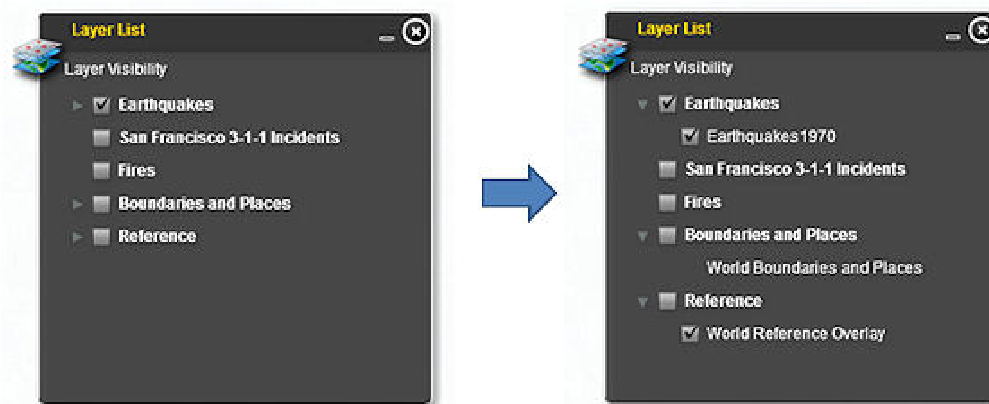 Layer List
Layer Visibility
Earthquakes
San Francisco 3-1-1 Incidents
Fires
Boundaries and Places
Reference
Layer List
Layer Visibility
Earthquakes
Earthquakes1970
San Francisco 3-1-1 Incidents
Fires
Boundaries and Places
World Boundaries and Places
Reference
World Reference Overlay